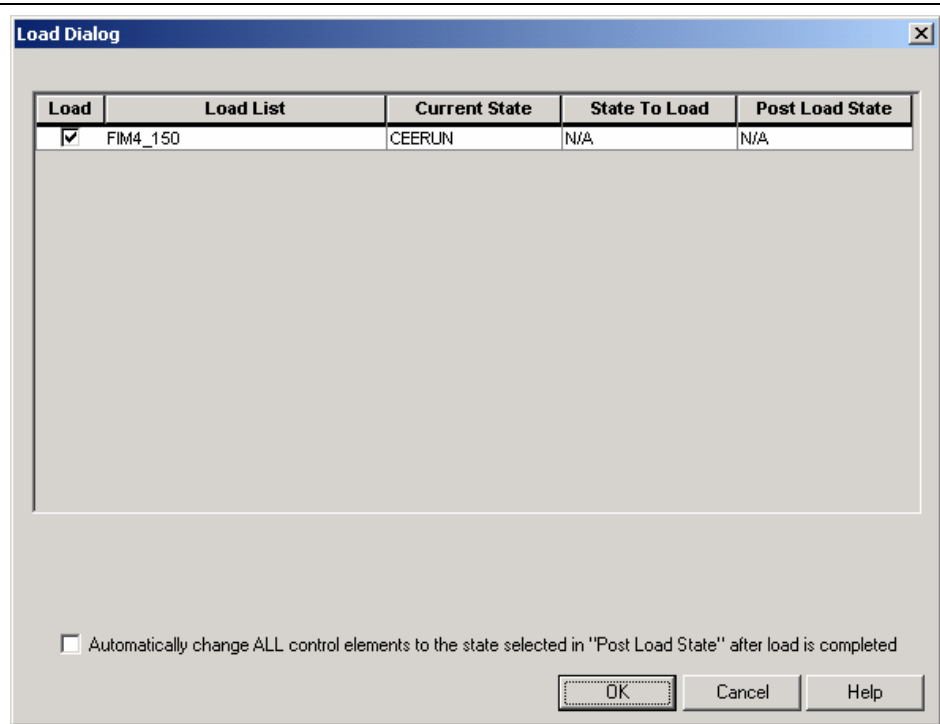 Load Dialog
Load Load List Current State State To Load Post Load State
FIM4_150 CEERUN N/A N/A
Automatically change ALL control elements to the state selected in "Post Load State" after load is completed
OK Cancel Help